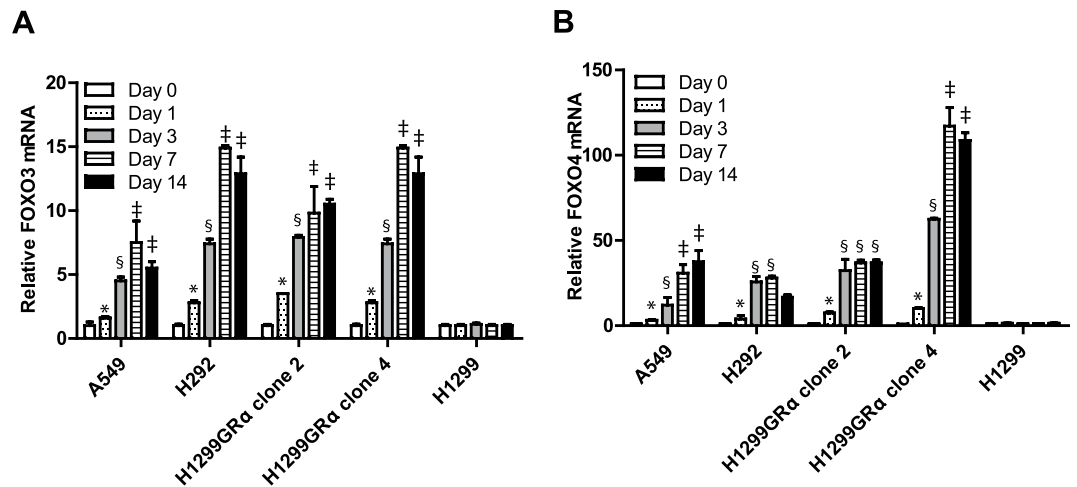 A
Relative FOXO3 mRNA
20
15
10
5
0
Day 0
Day 1
Day 3
Day 7
Day 14
* § ‡ ‡
* § ‡ ‡
* § ‡ ‡
* § ‡ ‡
A549
H292
H1299GRα clone 2
H1299GRα clone 4
H1299
B
Relative FOXO4 mRNA
150
100
50
0
Day 0
Day 1
Day 3
Day 7
Day 14
* § ‡ ‡
* § §
* § § §
* § ‡ ‡
A549
H292
H1299GRα clone 2
H1299GRα clone 4
H1299